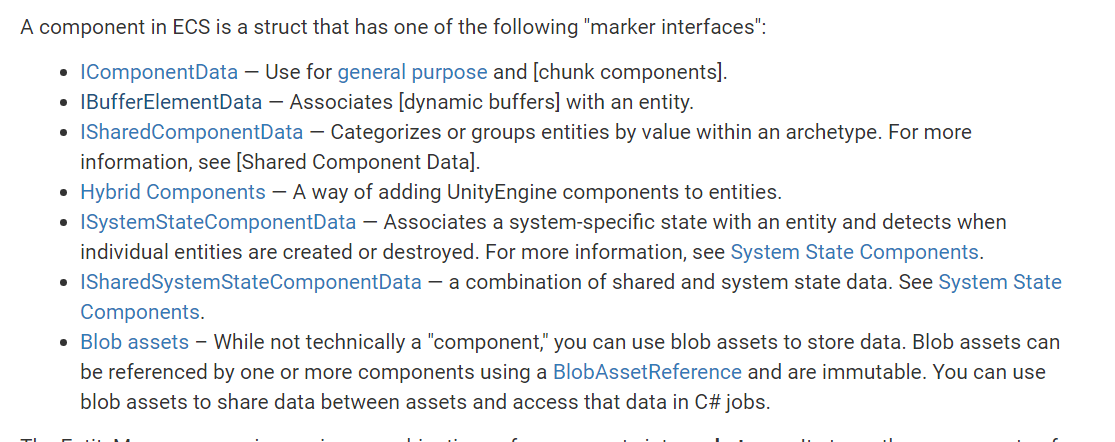 A component in ECS is a struct that has one of the following "marker interfaces":
IComponentData — Use for general purpose and [chunk components].
IBufferElementData — Associates [dynamic buffers] with an entity.
ISharedComponentData — Categorizes or groups entities by value within an archetype. For more
information, see [Shared Component Data].
Hybrid Components — A way of adding UnityEngine components to entities.
ISystemStateComponentData — Associates a system-specific state with an entity and detects when
individual entities are created or destroyed. For more information, see System State Components.
ISharedSystemStateComponentData — a combination of shared and system state data. See System State
Components.
Blob assets – While not technically a "component," you can use blob assets to store data. Blob assets can
be referenced by one or more components using a BlobAssetReference and are immutable. You can use
blob assets to share data between assets and access that data in C# jobs.